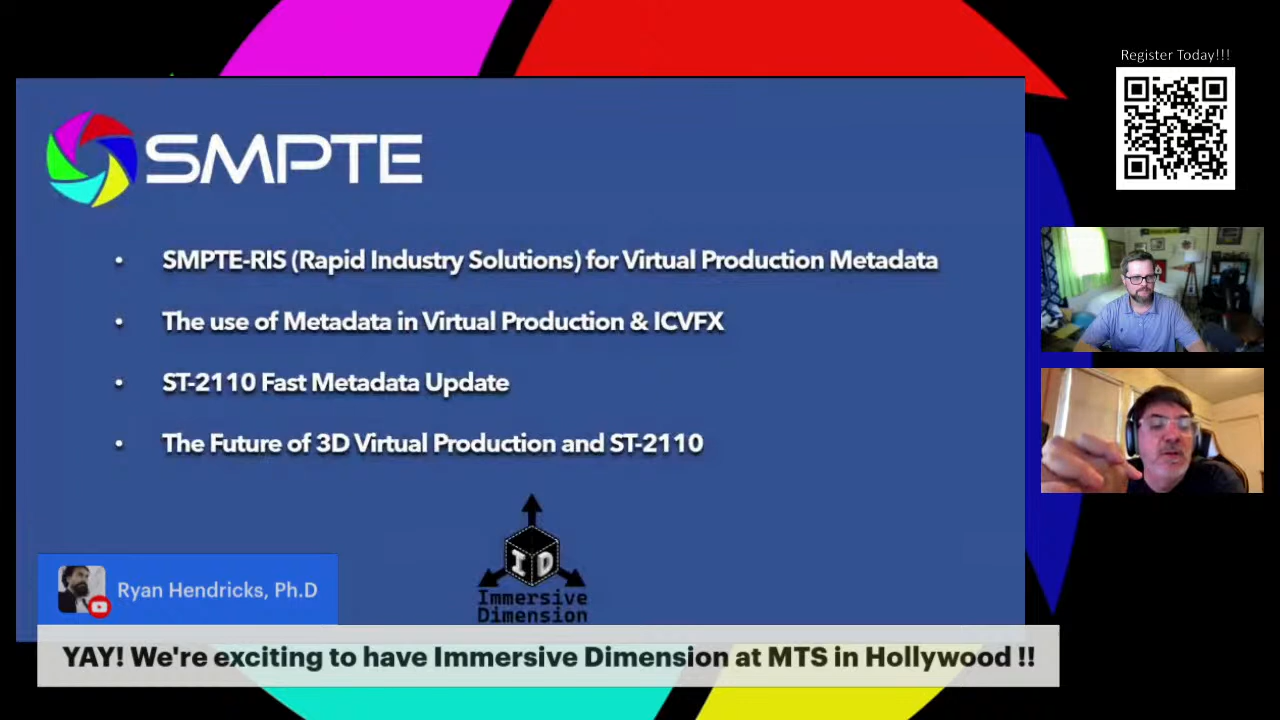 Register Today!!!
SMPTE
• SMPTE-RIS (Rapid Industry Solutions) for Virtual Production Metadata
• The use of Metadata in Virtual Production & ICVFX
• ST-2110 Fast Metadata Update
• The Future of 3D Virtual Production and ST-2110
I D
Immersive
Dimension
Ryan Hendricks, Ph.D
YAY! We're exciting to have Immersive Dimension at MTS in Hollywood !!